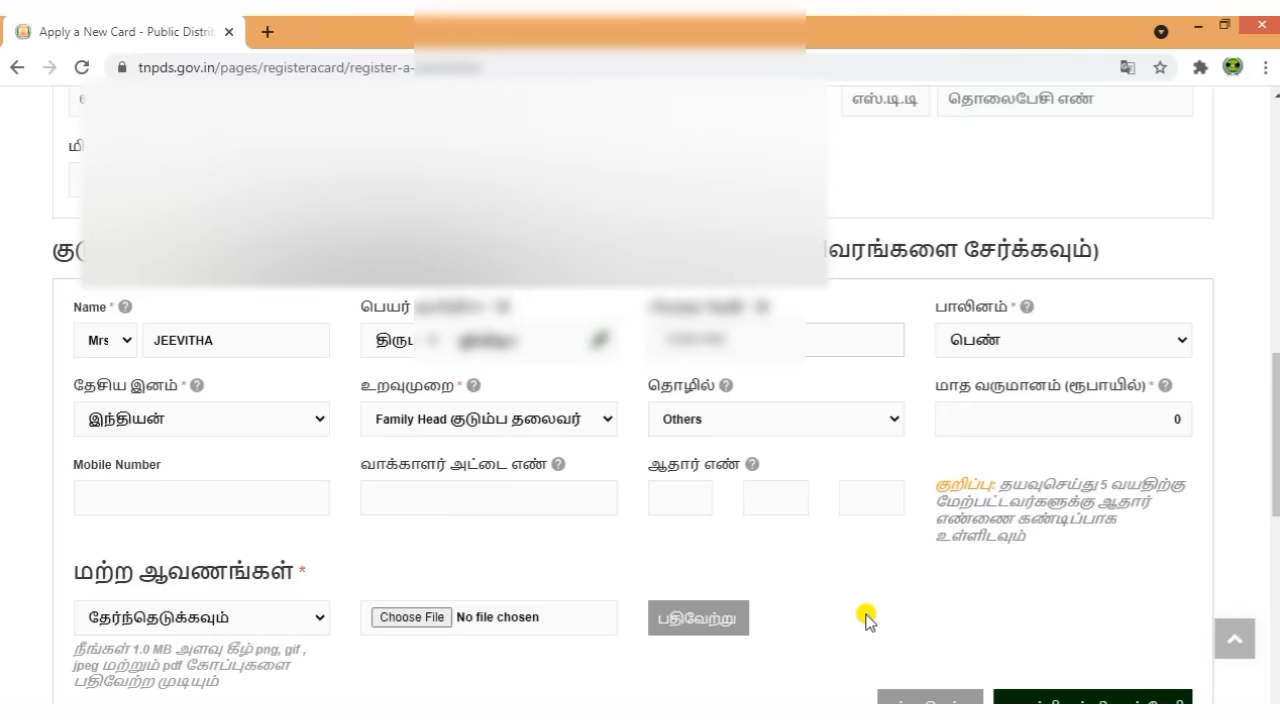 Apply a New Card - Public Distri
tnpds.gov.in/pages/registeracard/register-a-
எஸ்.டி.டி தொலைபேசி எண்
வரங்களை சேர்க்கவும்)
Name * பெயர் பாலினம் *
Mrs JEEVITHA பெண்
தேசிய இனம் * உறவுமுறை * தொழில் மாத வருமானம் (ரூபாயில்) *
இந்தியன் Family Head குடும்ப தலைவர் Others 0
Mobile Number வாக்காளர் அட்டை எண் ஆதார் எண்
குறிப்பு: தயவுசெய்து 5 வயதிற்கு
மேற்பட்டவர்களுக்கு ஆதார்
எண்ணை கண்டிப்பாக
உள்ளிடவும்
மற்ற ஆவணங்கள் *
தேர்ந்தெடுக்கவும் Choose File No file chosen பதிவேற்று
நீங்கள் 1.0 MB அளவு கீழ் png, gif ,
jpeg மற்றும் pdf கோப்புகளை
பதிவேற்ற முடியும்